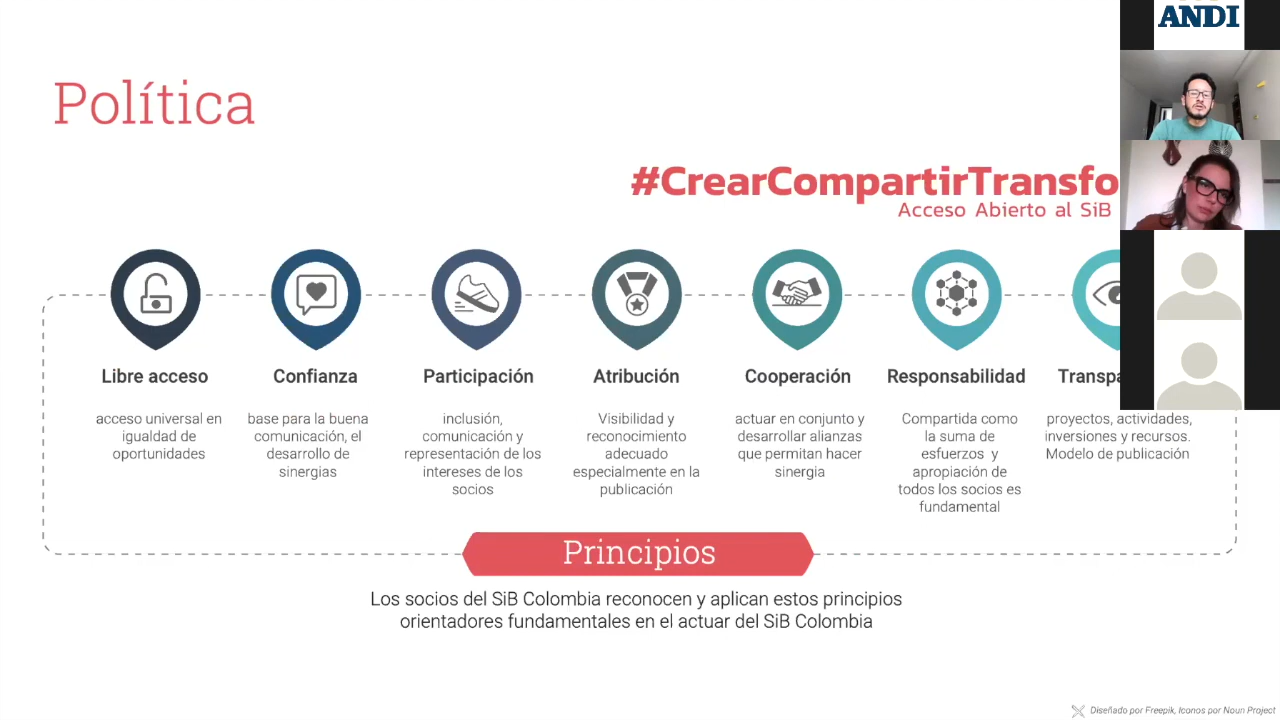 ANDI
Política
#CrearCompartirTransfo
Acceso Abierto al SiB
Libre acceso
acceso universal en
igualdad de
oportunidades
Confianza
base para la buena
comunicación, el
desarrollo de
sinergias
Participación
inclusión,
comunicación y
representación de los
intereses de los
socios
Atribución
Visibilidad y
reconocimiento
adecuado
especialmente en la
publicación
Cooperación
actuar en conjunto y
desarrollar alianzas
que permitan hacer
sinergia
Responsabilidad
Compartida como
la suma de
esfuerzos y
apropiación de
todos los socios es
fundamental
Transpa
proyectos, actividades,
inversiones y recursos.
Modelo de publicación
Principios
Los socios del SiB Colombia reconocen y aplican estos principios
orientadores fundamentales en el actuar del SiB Colombia
Diseñado por Freepik, Iconos por Noun Project